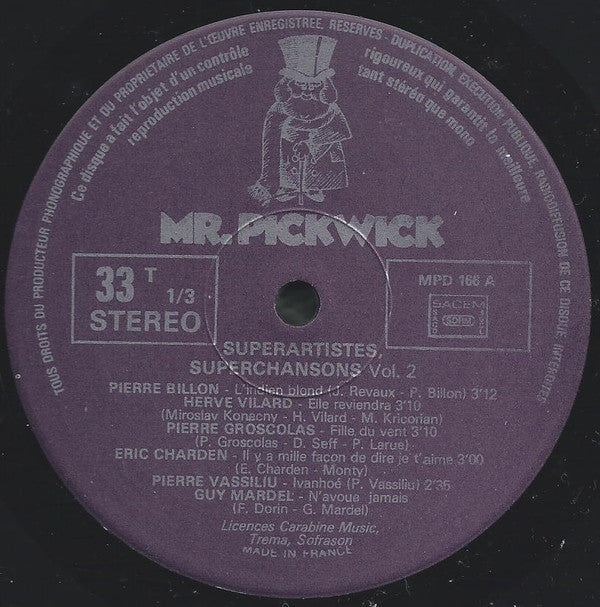 TOUS DROITS DU PRODUCTEUR PHONOGRAPHIQUE ET DU PROPRIETAIRE DE L'ŒUVRE ENREGISTREE, RESERVES - DUPLICATION, EXECUTION PUBLIQUE, RADIODIFFUSION DE CE DISQUE INTERDITES
Ce disque a fait l'objet d'un contrôle
rigoureux qui garantit la meilleure
reproduction musicale
tant stéréo que mono
MR. PICKWICK
33 T 1/3
STEREO
MPD 166 A
SACEM
SACD
SDRM
SGDL
SUPERARTISTES,
SUPERCHANSONS Vol. 2
PIERRE BILLON - L'indien blond (J. Revaux - P. Billon) 3'12
HERVE VILARD - Elle reviendra 3'10
(Miroslav Konacny - H. Vilard - M. Kricorian)
PIERRE GROSCOLAS - Fille du vent 3'10
(P. Groscolas - D. Seff - P. Larue)
ERIC CHARDEN - Il y a mille façon de dire je t'aime 3'00
(E. Charden - Monty)
PIERRE VASSILIU - Ivanhoé (P. Vassiliu) 2'36
GUY MARDEL - N'avoue jamais
(F. Dorin - G. Mardel)
Licences Carabine Music,
Trema, Sofrason
MADE IN FRANCE